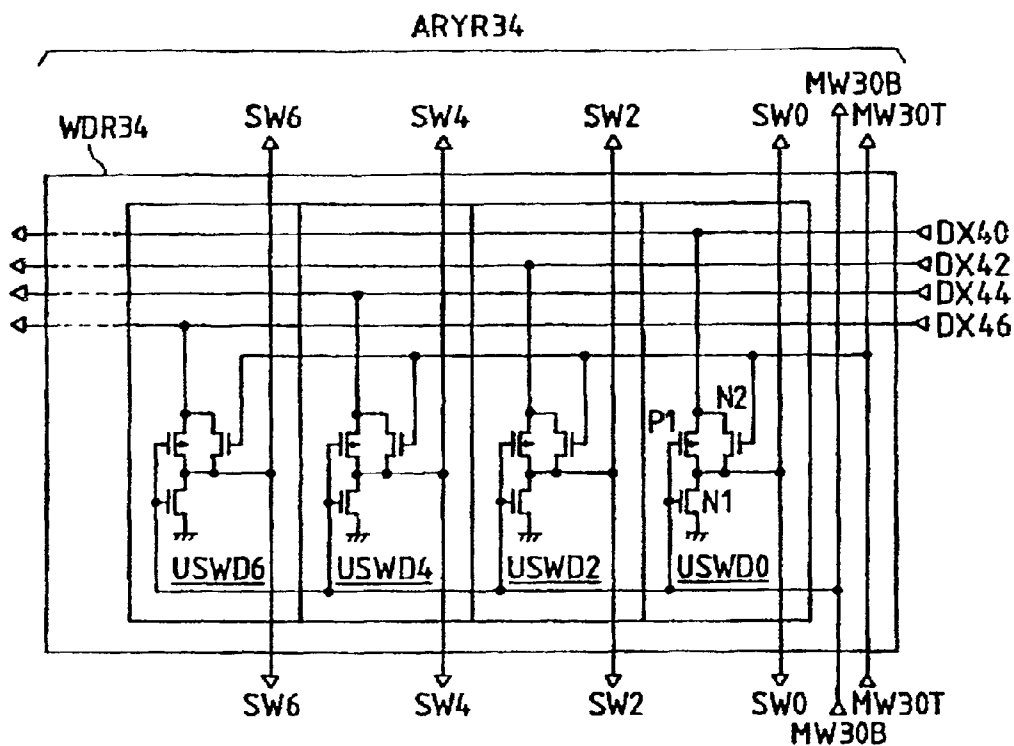 ARYR34
MW30B
SW6 SW4 SW2 SW0 MW30T
WDR34
DX40
DX42
DX44
DX46
P1 N2
N1
USWD6 USWD4 USWD2 USWD0
SW6 SW4 SW2 SW0 MW30T
MW30B